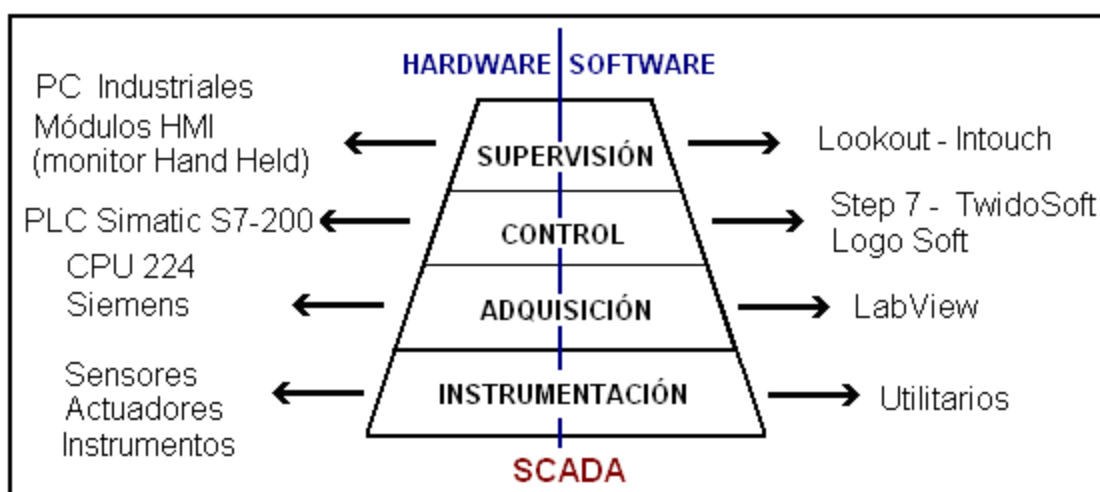 HARDWARE SOFTWARE
PC Industriales
Módulos HMI
(monitor Hand Held)
SUPERVISIÓN
Lookout - Intouch
PLC Simatic S7-200
CONTROL
Step 7 - TwidoSoft
Logo Soft
CPU 224
Siemens
ADQUISICIÓN
LabView
Sensores
Actuadores
Instrumentos
INSTRUMENTACIÓN
Utilitarios
SCADA